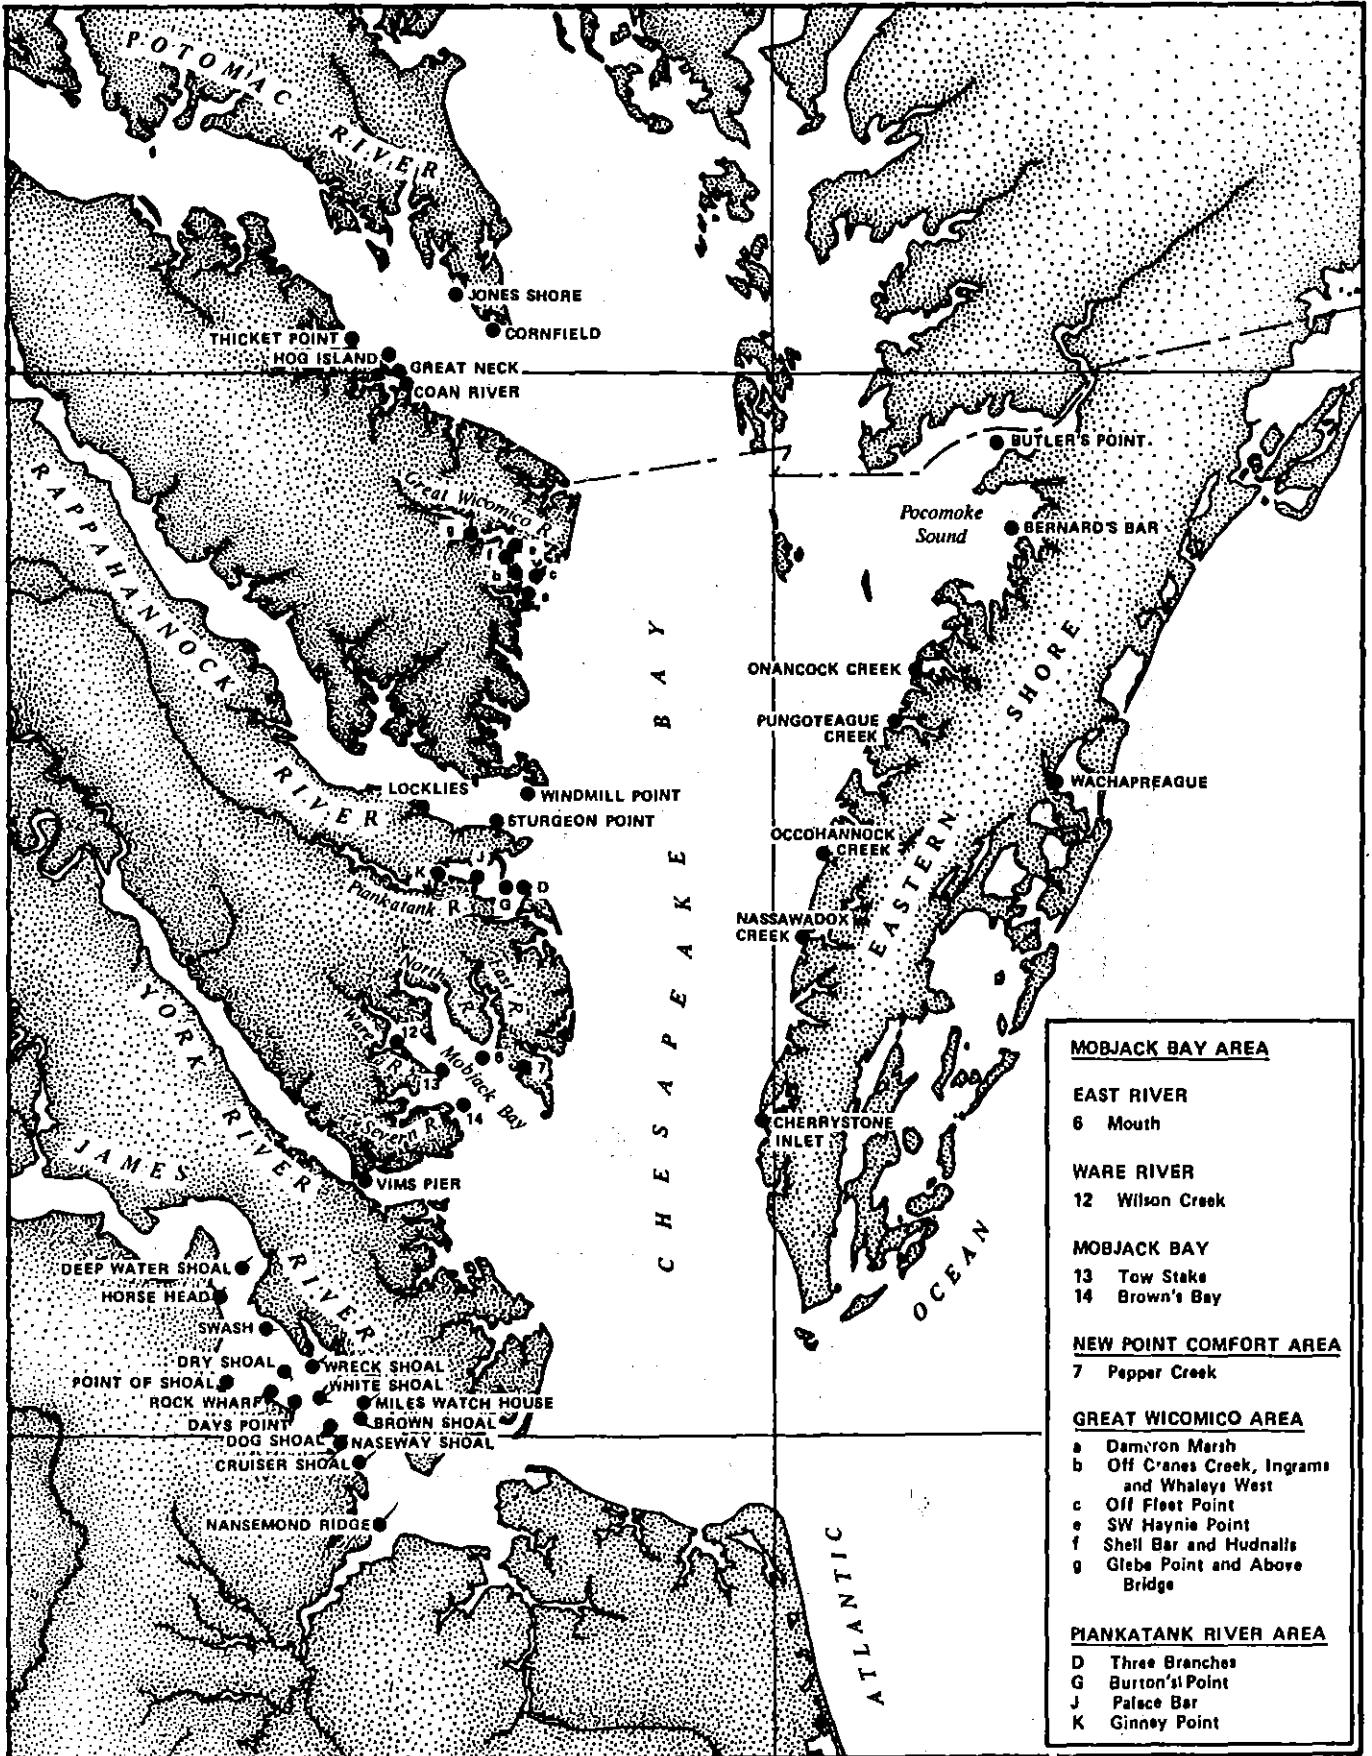 POTOMAC
RIVER
JONES SHORE
CORNFIELD
THICKET POINT
HOG ISLAND
GREAT NECK
COAN RIVER
BUTLER'S POINT
RAPPAHANNOCK
RIVER
Great Wicomico R.
g
f
b
c
Pocomoke
Sound
BERNARD'S BAR
CHESAPEAKE BAY
EASTERN SHORE
ONANCOCK CREEK
PUNGOTEAGUE
CREEK
WACHAPREAGUE
LOCKLIES
WINDMILL POINT
STURGEON POINT
OCCOHANNOCK
CREEK
K
J
G
D
Piankatank R.
NASSAWADOX
CREEK
North R.
East R.
Ware R.
12
6
7
13
Mobjack Bay
14
Severn R.
CHERRYSTONE
INLET
YORK
RIVER
VIMS PIER
JAMES
RIVER
DEEP WATER SHOAL
HORSE HEAD
SWASH
DRY SHOAL
WRECK SHOAL
POINT OF SHOAL
WHITE SHOAL
ROCK WHARF
MILES WATCH HOUSE
DAYS POINT
BROWN SHOAL
DOG SHOAL
NASEWAY SHOAL
CRUISER SHOAL
NANSEMOND RIDGE
ATLANTIC
OCEAN
MOBJACK BAY AREA
EAST RIVER
6 Mouth
WARE RIVER
12 Wilson Creek
MOBJACK BAY
13 Tow Stake
14 Brown's Bay
NEW POINT COMFORT AREA
7 Pepper Creek
GREAT WICOMICO AREA
a Dameron Marsh
b Off Cranes Creek, Ingrams
and Whaleys West
c Off Fleet Point
e SW Haynie Point
f Shell Bar and Hudnalls
g Glebe Point and Above
Bridge
PIANKATANK RIVER AREA
D Three Branches
G Burton's Point
J Palace Bar
K Ginney Point